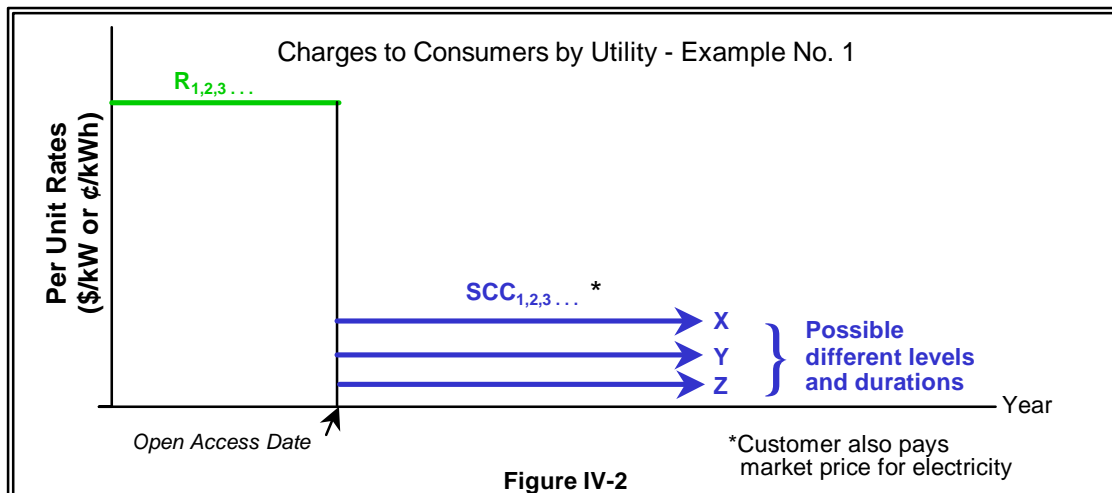 Charges to Consumers by Utility - Example No. 1
R1,2,3 . . .
Per Unit Rates
($/kW or ¢/kWh)
SCC1,2,3 . . . *
X
Y
Z
Possible
different levels
and durations
Year
Open Access Date
*Customer also pays
market price for electricity
Figure IV-2